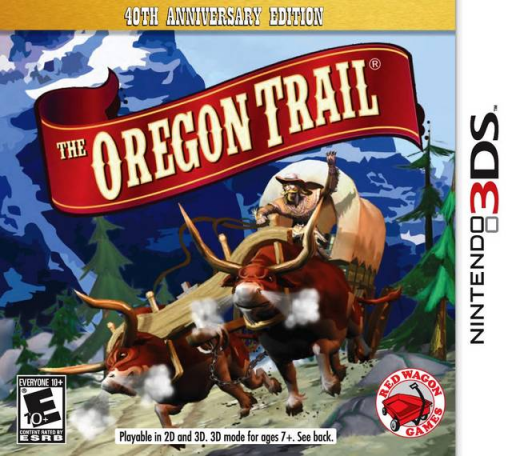 40TH ANNIVERSARY EDITION
THE OREGON TRAIL®
NINTENDO 3DS™
EVERYONE 10+
E
10+
CONTENT RATED BY
ESRB
Playable in 2D and 3D. 3D mode for ages 7+. See back.
RED WAGON
GAMES